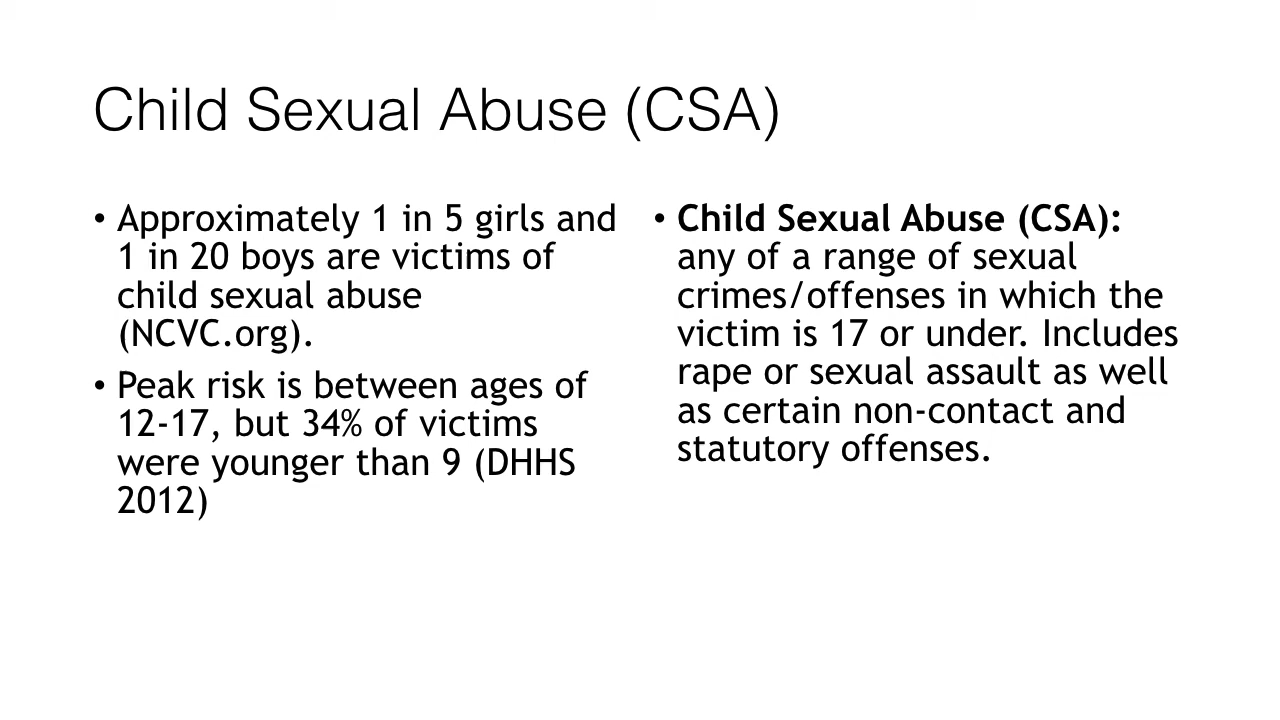 Child Sexual Abuse (CSA)
• Approximately 1 in 5 girls and
1 in 20 boys are victims of
child sexual abuse
(NCVC.org).
• Peak risk is between ages of
12-17, but 34% of victims
were younger than 9 (DHHS
2012)
• Child Sexual Abuse (CSA):
any of a range of sexual
crimes/offenses in which the
victim is 17 or under. Includes
rape or sexual assault as well
as certain non-contact and
statutory offenses.